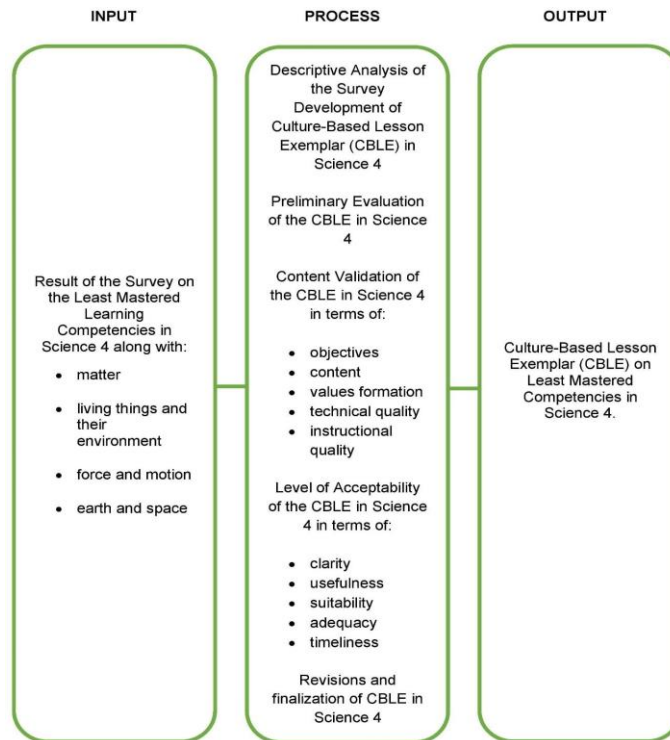 INPUT
PROCESS
OUTPUT
Result of the Survey on
the Least Mastered
Learning
Competencies in
Science 4 along with:
• matter
• living things and
their
environment
• force and motion
• earth and space
Descriptive Analysis of
the Survey
Development of
Culture-Based Lesson
Exemplar (CBLE) in
Science 4
Preliminary Evaluation
of the CBLE in Science
4
Content Validation of
the CBLE in Science 4
in terms of:
• objectives
• content
• values formation
• technical quality
• instructional
quality
Level of Acceptability
of the CBLE in Science
4 in terms of:
• clarity
• usefulness
• suitability
• adequacy
• timeliness
Revisions and
finalization of CBLE in
Science 4
Culture-Based Lesson
Exemplar (CBLE) on
Least Mastered
Competencies in
Science 4.